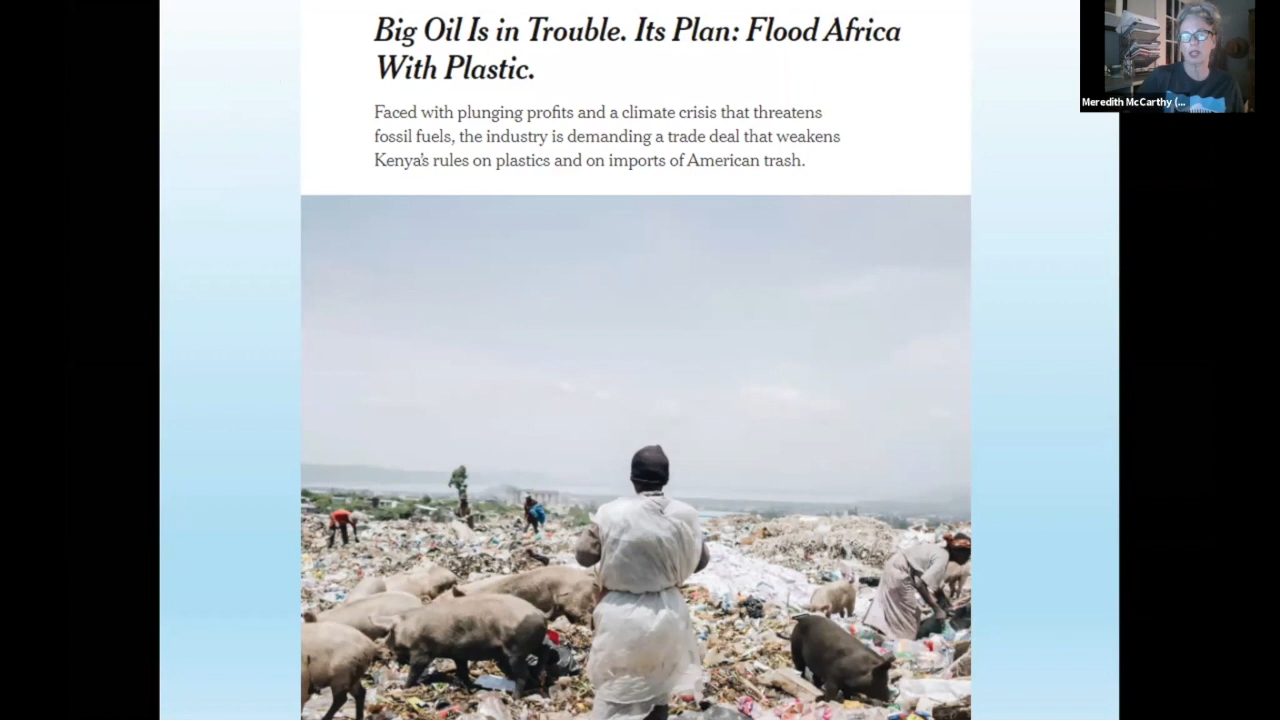 Big Oil Is in Trouble. Its Plan: Flood Africa
With Plastic.
Faced with plunging profits and a climate crisis that threatens
fossil fuels, the industry is demanding a trade deal that weakens
Kenya's rules on plastics and on imports of American trash.
Meredith McCarthy (...